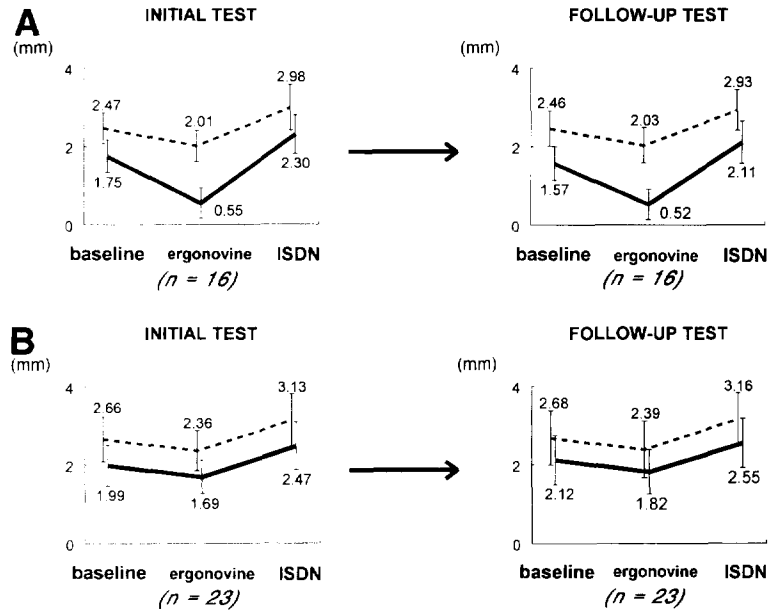 A
INITIAL TEST
FOLLOW-UP TEST
(mm)
4
2
0
2.47
2.01
2.98
1.75
0.55
2.30
baseline ergonovine ISDN
(n = 16)
4
2
0
2.46
2.03
2.93
1.57
0.52
2.11
baseline ergonovine ISDN
(n = 16)
B
INITIAL TEST
FOLLOW-UP TEST
(mm)
(mm)
4
2
0
2.66
2.36
3.13
1.99
1.69
2.47
baseline ergonovine ISDN
(n = 23)
4
2
0
2.68
2.39
3.16
2.12
1.82
2.55
baseline ergonovine ISDN
(n = 23)